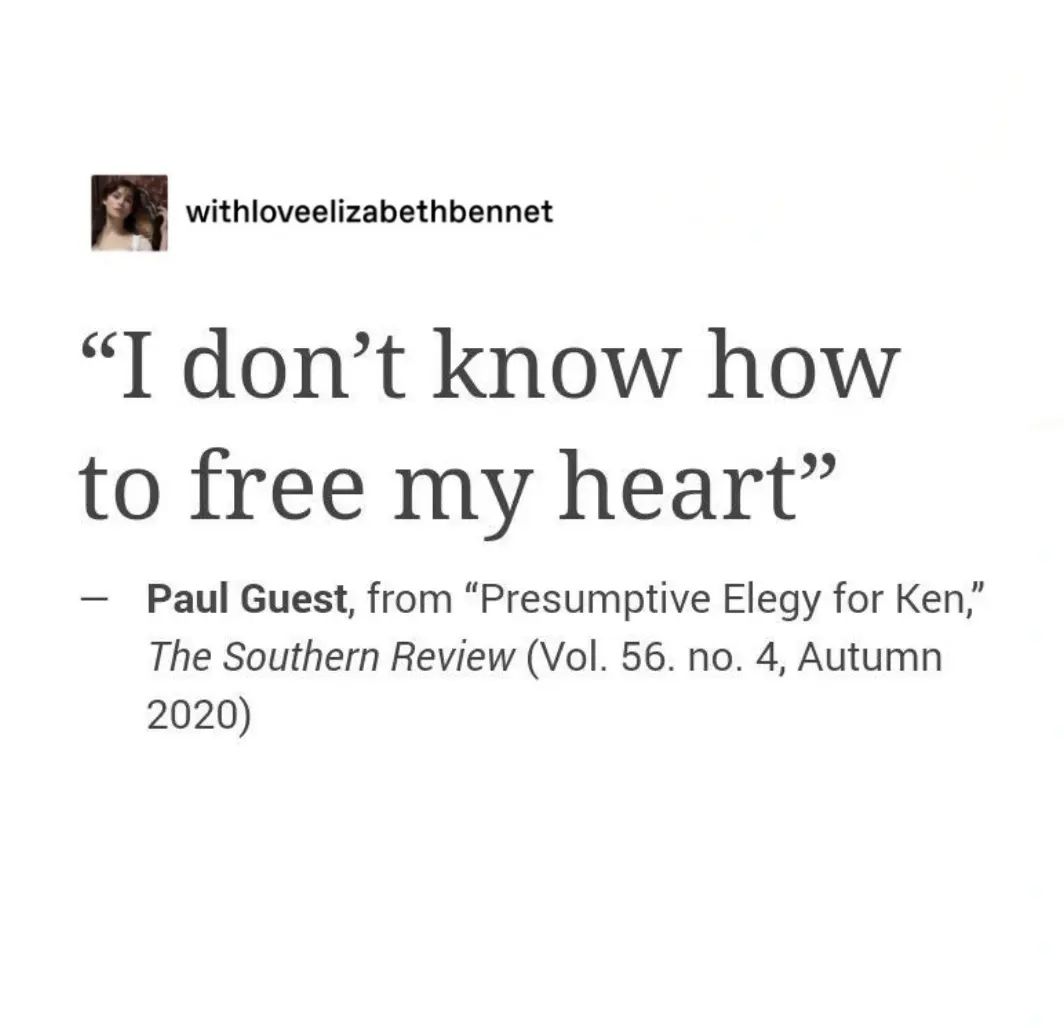 withloveelizabethbennet
“I don’t know how
to free my heart”
— Paul Guest, from “Presumptive Elegy for Ken,”
The Southern Review (Vol. 56. no. 4, Autumn
2020)